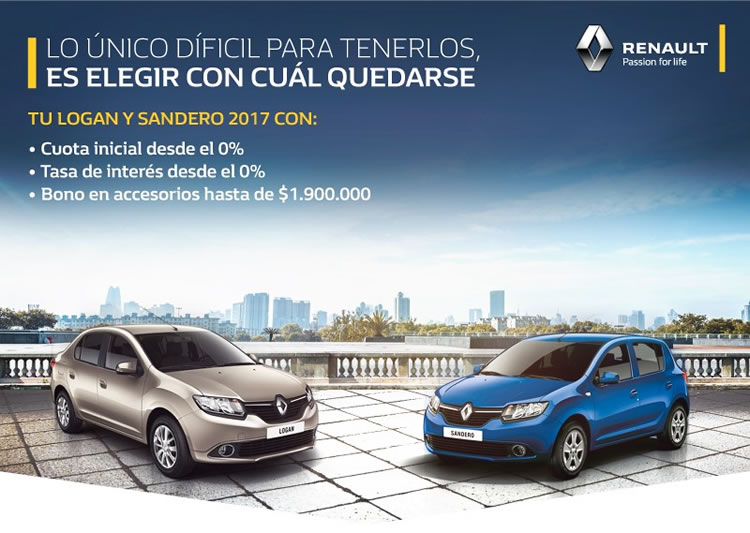 LO ÚNICO DÍFICIL PARA TENERLOS,
ES ELEGIR CON CUÁL QUEDARSE
RENAULT
Passion for life
TU LOGAN Y SANDERO 2017 CON:
• Cuota inicial desde el 0%
• Tasa de interés desde el 0%
• Bono en accesorios hasta de $1.900.000
LOGAN
SANDERO